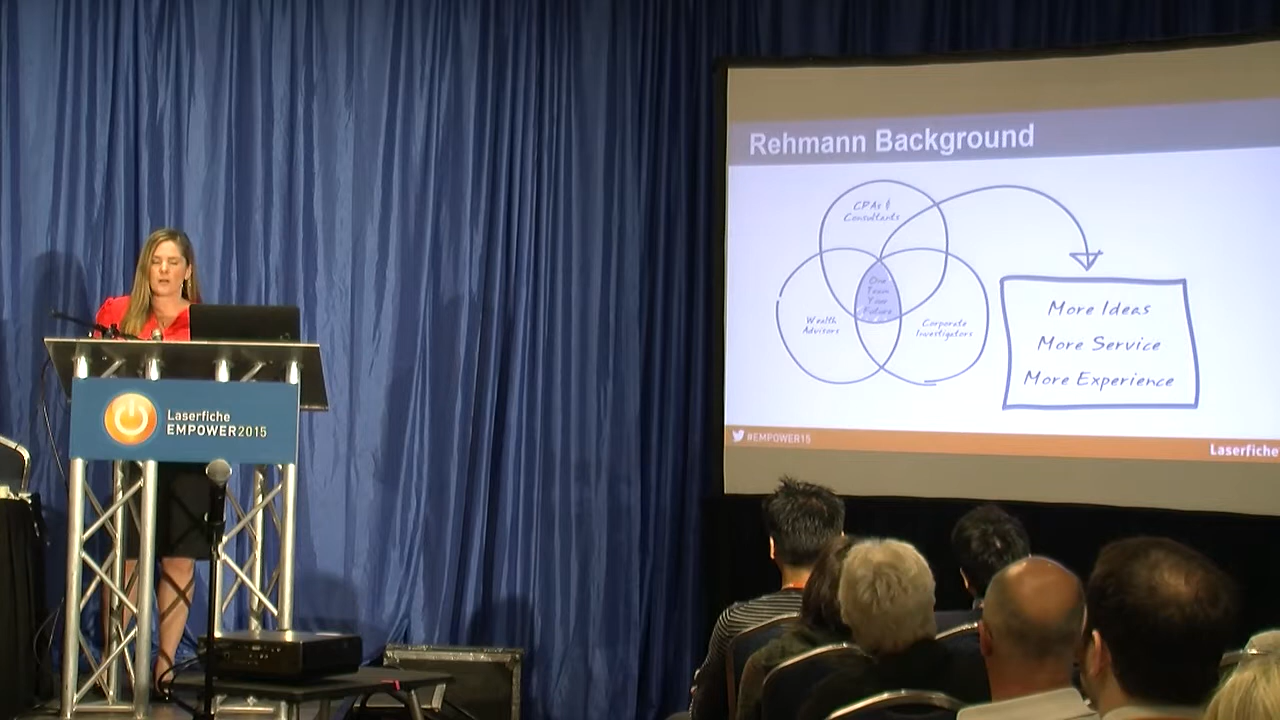 Laserfiche
EMPOWER2015
Rehmann Background
CPAs &
Consultants
One
Team
Your
Future
Wealth
Advisors
Corporate
Investigators
More Ideas
More Service
More Experience
#EMPOWER15
Laserfiche